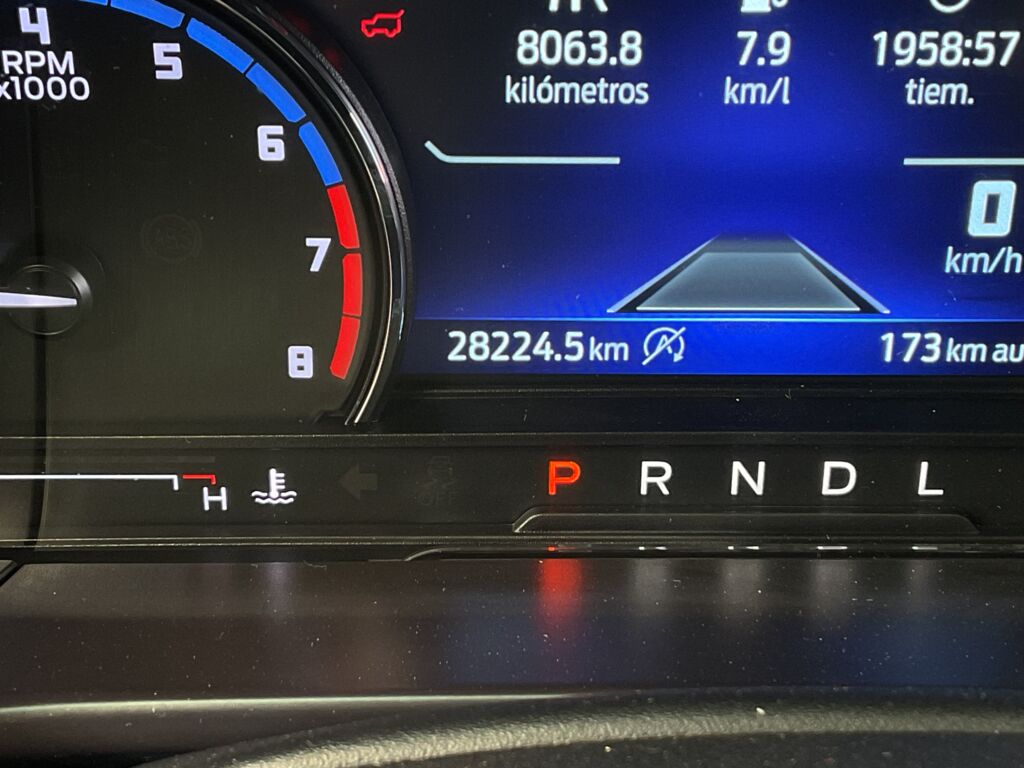 4
RPM
x1000
5
6
7
8
8063.8
kilómetros
7.9
km/l
1958:57
tiem.
0
km/h
28224.5 km
173 km au
H
P R N D L